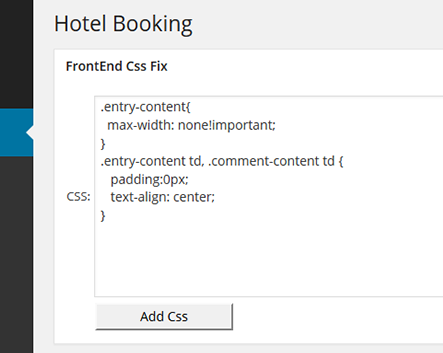 Hotel Booking
FrontEnd Css Fix
.entry-content{
max-width: none!important;
}
.entry-content td, .comment-content td {
padding:0px;
text-align: center;
}
CSS:
Add Css